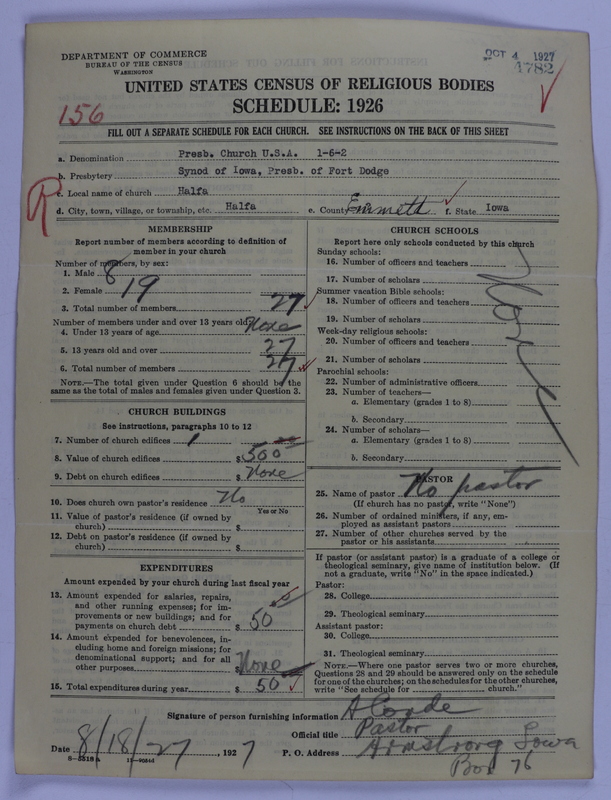 DEPARTMENT OF COMMERCE
BUREAU OF THE CENSUS
WASHINGTON
OCT 4 1927
4782
UNITED STATES CENSUS OF RELIGIOUS BODIES
SCHEDULE: 1926
156
FILL OUT A SEPARATE SCHEDULE FOR EACH CHURCH. SEE INSTRUCTIONS ON THE BACK OF THIS SHEET
a. Denomination Presb. Church U.S.A. 1-6-2
b. Presbytery Synod of Iowa, Presb. of Fort Dodge
R
c. Local name of church Halfa
d. City, town, village, or township, etc. Halfa e. County Emmett f. State Iowa
MEMBERSHIP
Report number of members according to definition of
member in your church
Number of members, by sex:
1. Male 8
2. Female 19
3. Total number of members 27
Number of members under and over 13 years old:
4. Under 13 years of age None
5. 13 years old and over 27
6. Total number of members 27
NOTE.—The total given under Question 6 should be the
same as the total of males and females given under Question 3.
CHURCH BUILDINGS
See instructions, paragraphs 10 to 12
7. Number of church edifices 1
8. Value of church edifices $ 500
9. Debt on church edifices $ None
10. Does church own pastor's residence No
Yes or No
11. Value of pastor's residence (if owned by
church) $
12. Debt on pastor's residence (if owned by
church) $
EXPENDITURES
Amount expended by your church during last fiscal year
13. Amount expended for salaries, repairs,
and other running expenses; for im-
provements or new buildings; and for
payments on church debt $ 50
14. Amount expended for benevolences, in-
cluding home and foreign missions; for
denominational support; and for all
other purposes $ None
15. Total expenditures during year $ 50
CHURCH SCHOOLS
Report here only schools conducted by this church
None
Sunday schools:
16. Number of officers and teachers
17. Number of scholars
Summer vacation Bible schools:
18. Number of officers and teachers
19. Number of scholars
Week-day religious schools:
20. Number of officers and teachers
21. Number of scholars
Parochial schools:
22. Number of administrative officers
23. Number of teachers—
a. Elementary (grades 1 to 8)
b. Secondary
24. Number of scholars—
a. Elementary (grades 1 to 8)
b. Secondary
PASTOR
25. Name of pastor No pastor
(If church has no pastor, write "None")
26. Number of ordained ministers, if any, em-
ployed as assistant pastors
27. Number of other churches served by the
pastor or his assistants
If pastor (or assistant pastor) is a graduate of a college or
theological seminary, give name of institution below. (If
not a graduate, write "No" in the space indicated.)
Pastor:
28. College
29. Theological seminary
Assistant pastor:
30. College
31. Theological seminary
NOTE.—Where one pastor serves two or more churches,
Questions 28 and 29 should be answered only on the schedule
for one of the churches; on the schedules for the other churches,
write "See schedule for church."
Signature of person furnishing information
Official title Pastor
Date 8/18/27, 1927 P. O. Address Armstrong Iowa
Box 76